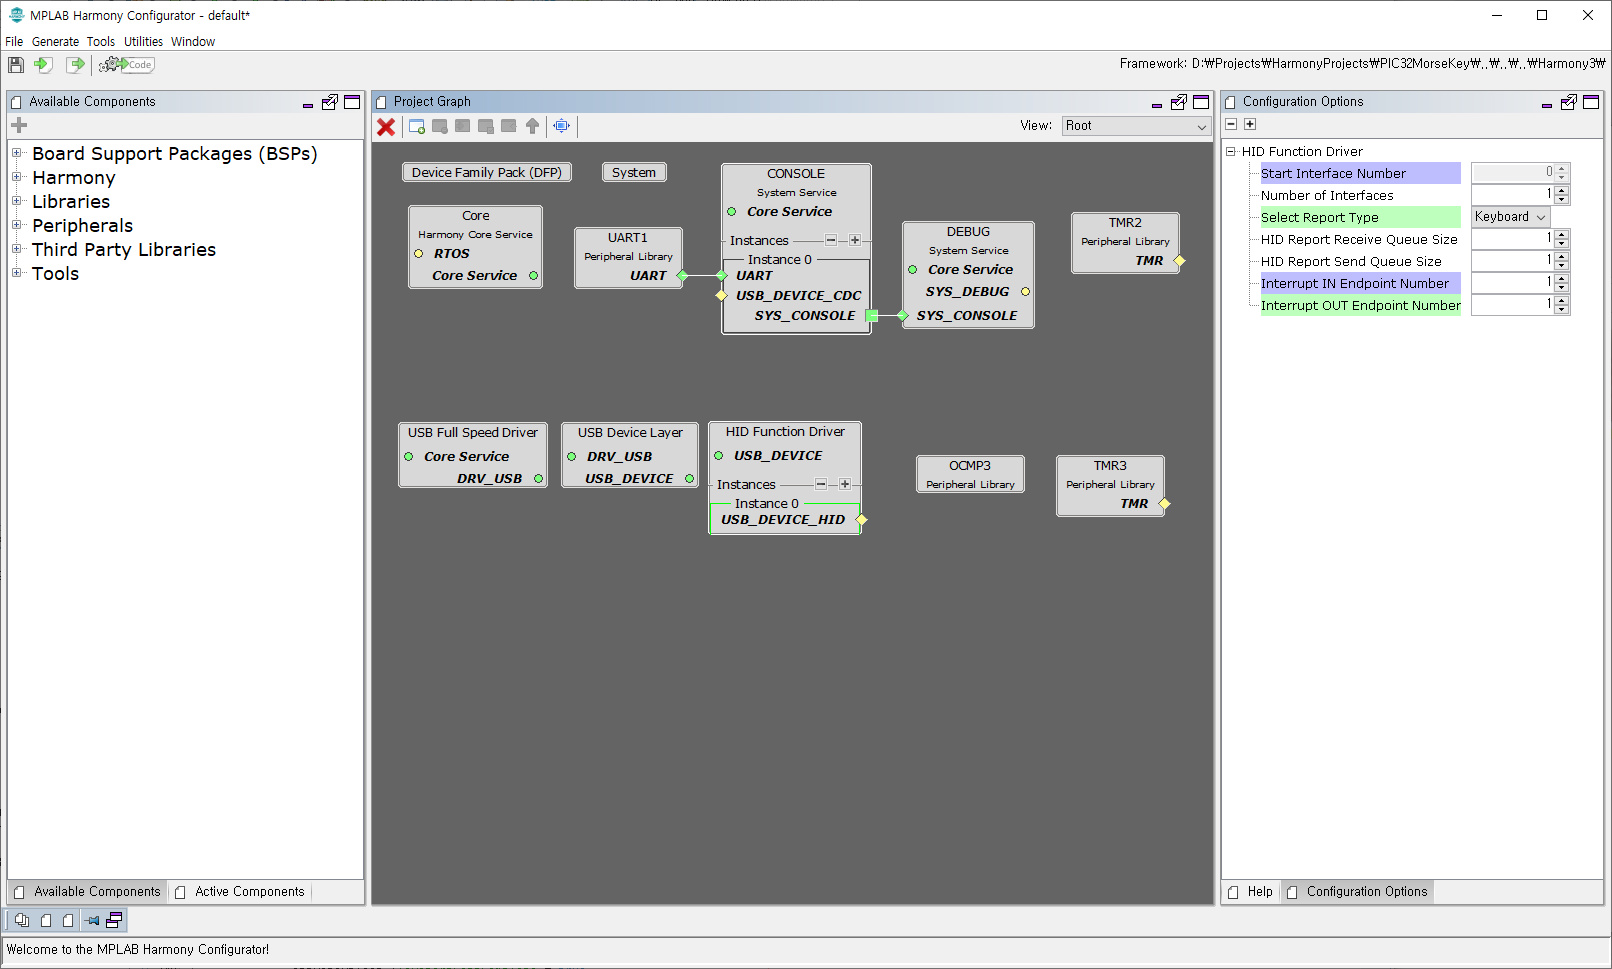 MPLAB Harmony Configurator - default*
File Generate Tools Utilities Window
Code
Framework: D:₩Projects₩HarmonyProjects₩PIC32MorseKey₩,,₩,,₩,,₩Harmony3₩
Available Components
Board Support Packages (BSPs)
Harmony
Libraries
Peripherals
Third Party Libraries
Tools
Available Components
Active Components
Project Graph
View: Root
Device Family Pack (DFP)
System
Core
Harmony Core Service
RTOS
Core Service
UART1
Peripheral Library
UART
CONSOLE
System Service
Core Service
Instances
Instance 0
UART
USB_DEVICE_CDC
SYS_CONSOLE
DEBUG
System Service
Core Service
SYS_DEBUG
SYS_CONSOLE
TMR2
Peripheral Library
TMR
USB Full Speed Driver
Core Service
DRV_USB
USB Device Layer
DRV_USB
USB_DEVICE
HID Function Driver
USB_DEVICE
Instances
Instance 0
USB_DEVICE_HID
OCMP3
Peripheral Library
TMR3
Peripheral Library
TMR
Configuration Options
HID Function Driver
Start Interface Number 0
Number of Interfaces 1
Select Report Type Keyboard
HID Report Receive Queue Size 1
HID Report Send Queue Size 1
Interrupt IN Endpoint Number 1
Interrupt OUT Endpoint Number 1
Help
Configuration Options
Welcome to the MPLAB Harmony Configurator!